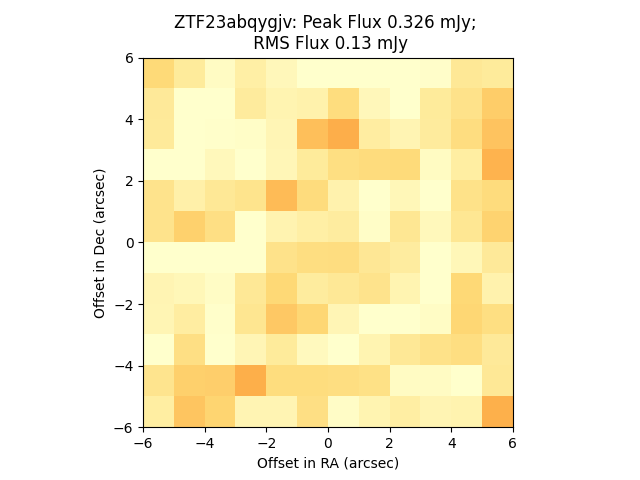 ZTF23abqygjv: Peak Flux 0.326 mJy;
RMS Flux 0.13 mJy
6
4
2
0
−2
−4
−6
Offset in Dec (arcsec)
−6 −4 −2 0 2 4 6
Offset in RA (arcsec)